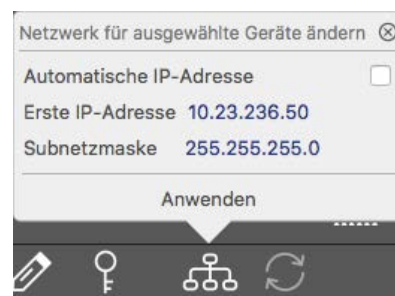 Netzwerk für ausgewählte Geräte ändern
Automatische IP-Adresse
Erste IP-Adresse 10.23.236.50
Subnetzmaske 255.255.255.0
Anwenden